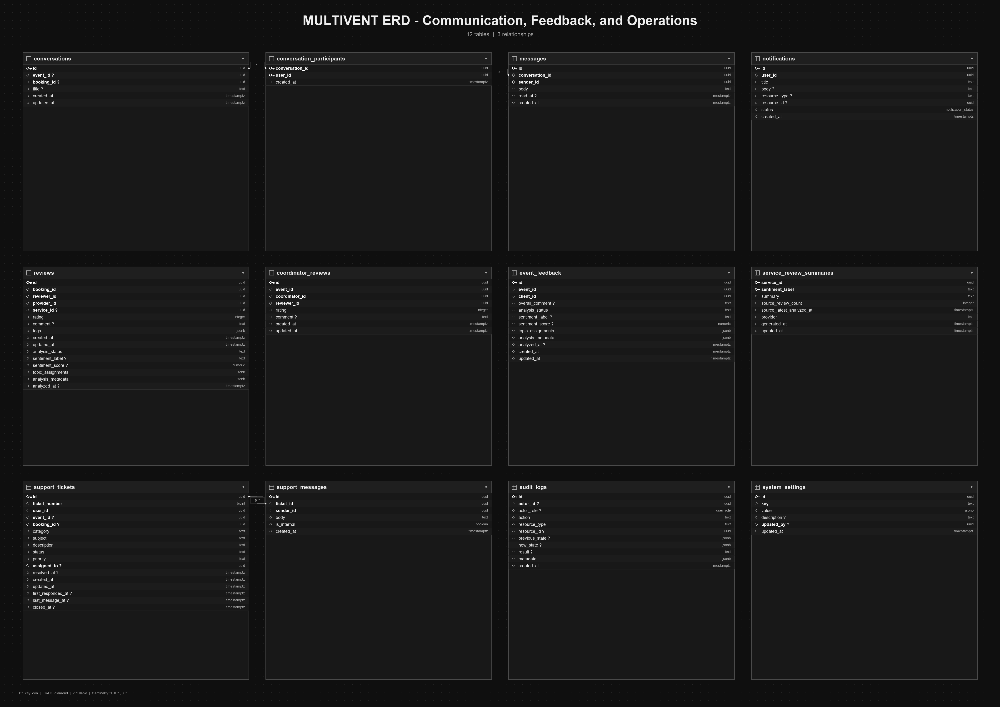 MULTIVENT ERD - Communication, Feedback, and Operations
12 tables | 3 relationships
conversations
id uuid
event_id ? uuid
booking_id ? uuid
title ? text
created_at timestamptz
updated_at timestamptz
1
conversation_participants
conversation_id uuid
user_id uuid
created_at timestamptz
0..*
messages
id uuid
conversation_id uuid
sender_id uuid
body text
read_at ? timestamptz
created_at timestamptz
notifications
id uuid
user_id uuid
title text
body ? text
resource_type ? text
resource_id ? uuid
status notification_status
created_at timestamptz
reviews
id uuid
booking_id uuid
reviewer_id uuid
provider_id uuid
service_id ? uuid
rating integer
comment ? text
tags jsonb
created_at timestamptz
updated_at timestamptz
analysis_status text
sentiment_label ? text
sentiment_score ? numeric
topic_assignments jsonb
analysis_metadata jsonb
analyzed_at ? timestamptz
coordinator_reviews
id uuid
event_id uuid
coordinator_id uuid
reviewer_id uuid
rating integer
comment ? text
created_at timestamptz
updated_at timestamptz
event_feedback
id uuid
event_id uuid
client_id uuid
overall_comment ? text
analysis_status text
sentiment_label ? text
sentiment_score ? numeric
topic_assignments jsonb
analysis_metadata jsonb
analyzed_at ? timestamptz
created_at timestamptz
updated_at timestamptz
service_review_summaries
service_id uuid
sentiment_label text
summary text
source_review_count integer
source_latest_analyzed_at timestamptz
provider text
generated_at timestamptz
updated_at timestamptz
support_tickets
id uuid
ticket_number bigint
user_id uuid
event_id ? uuid
booking_id ? uuid
category text
subject text
description text
status text
priority text
assigned_to ? uuid
resolved_at ? timestamptz
created_at timestamptz
updated_at timestamptz
first_responded_at ? timestamptz
last_message_at ? timestamptz
closed_at ? timestamptz
1
0..*
support_messages
id uuid
ticket_id uuid
sender_id uuid
body text
is_internal boolean
created_at timestamptz
audit_logs
id uuid
actor_id ? uuid
actor_role ? user_role
action text
resource_type text
resource_id ? uuid
previous_state ? jsonb
new_state ? jsonb
result ? text
metadata jsonb
created_at timestamptz
system_settings
id uuid
key text
value jsonb
description ? text
updated_by ? uuid
updated_at timestamptz
PK key icon | FK/UQ diamond | ? nullable | Cardinality: 1, 0..1, 0..*